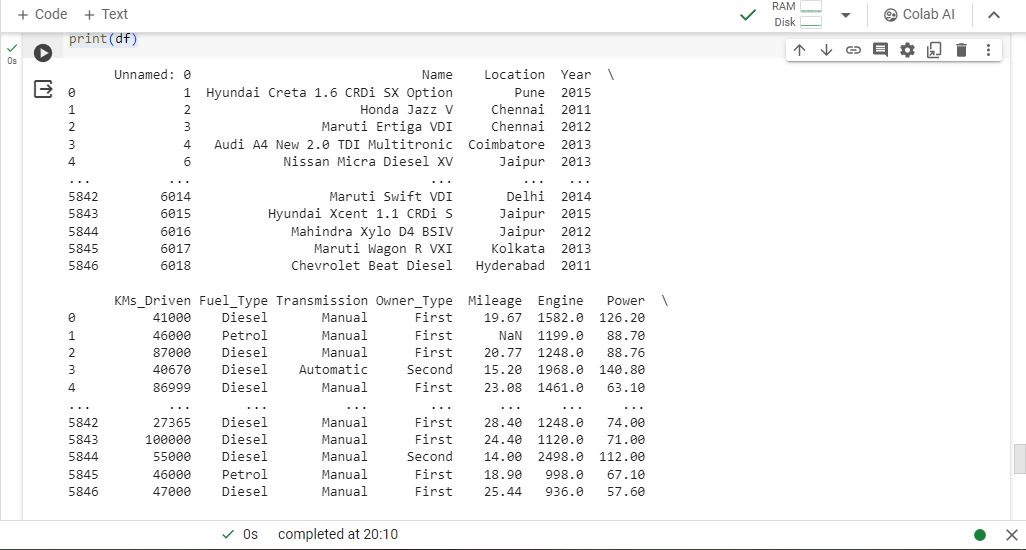 + Code + Text RAM Disk Colab AI
print(df)
0s
Unnamed: 0 Name Location Year \
0 1 Hyundai Creta 1.6 CRDi SX Option Pune 2015
1 2 Honda Jazz V Chennai 2011
2 3 Maruti Ertiga VDI Chennai 2012
3 4 Audi A4 New 2.0 TDI Multitronic Coimbatore 2013
4 6 Nissan Micra Diesel XV Jaipur 2013
... ... ... ... ...
5842 6014 Maruti Swift VDI Delhi 2014
5843 6015 Hyundai Xcent 1.1 CRDi S Jaipur 2015
5844 6016 Mahindra Xylo D4 BSIV Jaipur 2012
5845 6017 Maruti Wagon R VXI Kolkata 2013
5846 6018 Chevrolet Beat Diesel Hyderabad 2011
KMs_Driven Fuel_Type Transmission Owner_Type Mileage Engine Power \
0 41000 Diesel Manual First 19.67 1582.0 126.20
1 46000 Petrol Manual First NaN 1199.0 88.70
2 87000 Diesel Manual First 20.77 1248.0 88.76
3 40670 Diesel Automatic Second 15.20 1968.0 140.80
4 86999 Diesel Manual First 23.08 1461.0 63.10
... ... ... ... ... ... ... ...
5842 27365 Diesel Manual First 28.40 1248.0 74.00
5843 100000 Diesel Manual First 24.40 1120.0 71.00
5844 55000 Diesel Manual Second 14.00 2498.0 112.00
5845 46000 Petrol Manual First 18.90 998.0 67.10
5846 47000 Diesel Manual First 25.44 936.0 57.60
0s completed at 20:10